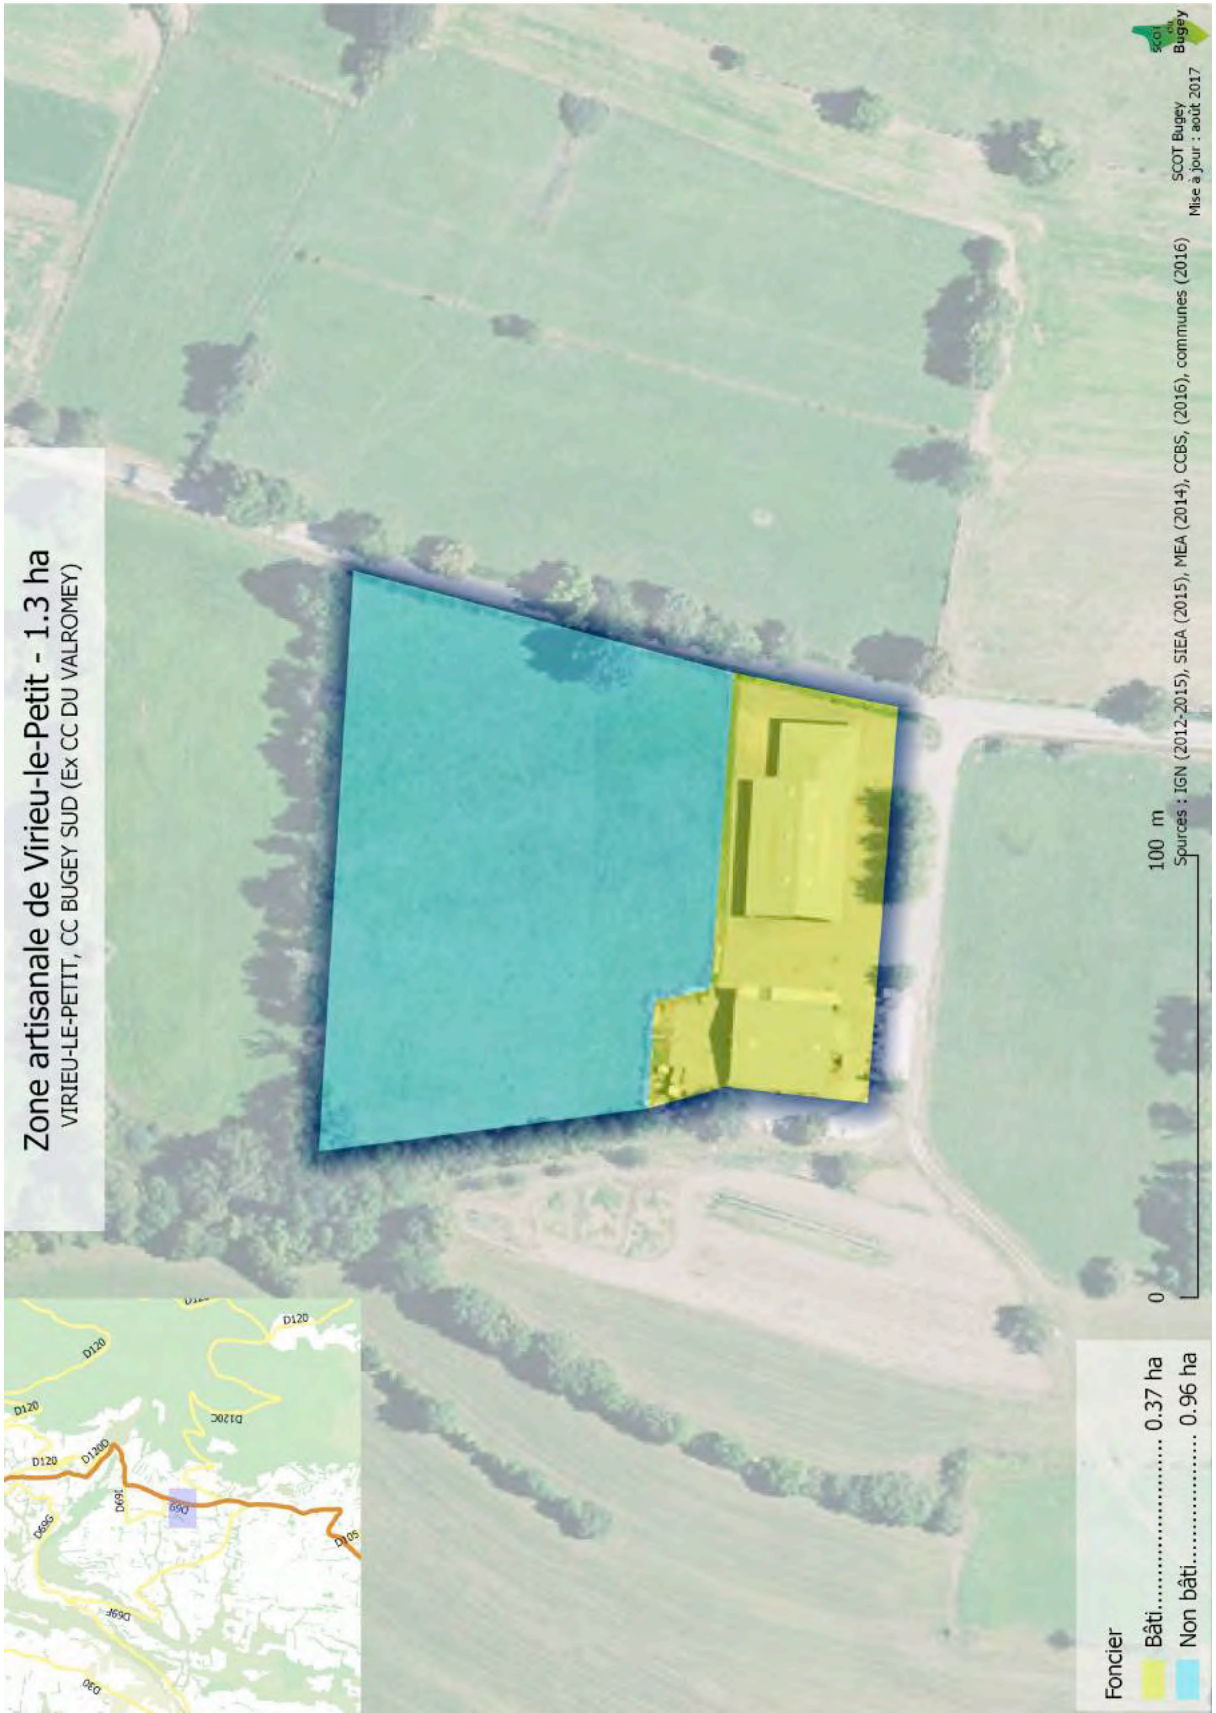 Zone artisanale de Virieu-le-Petit - 1.3 ha
VIRIEU-LE-PETIT, CC BUGEY SUD (Ex CC DU VALROMEY)
D120
D120
D120
D120
D120D
D120C
D69G
D69
D69F
D105
D30
Foncier
Bâti........................ 0.37 ha
Non bâti.................. 0.96 ha
0
100 m
Sources : IGN (2012-2015), SIEA (2015), MEA (2014), CCBS, (2016), communes (2016)
SCOT Bugey
Mise à jour : août 2017
SCOT
du
Bugey